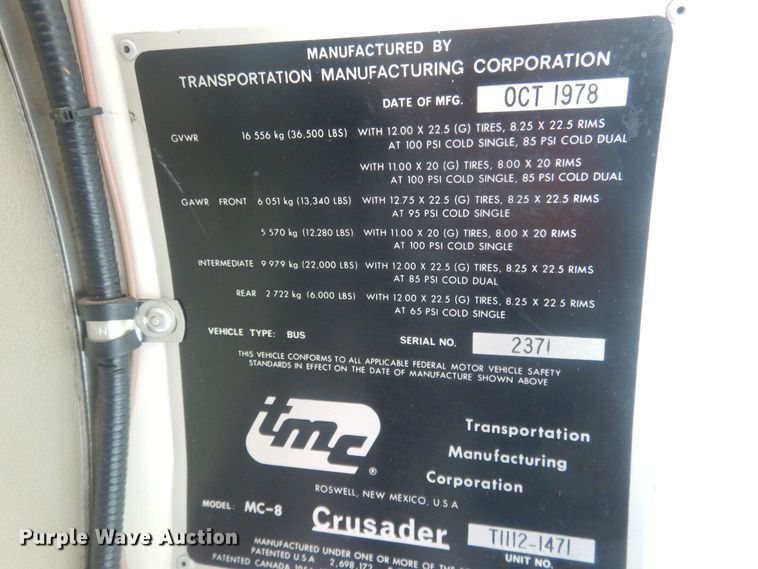 MANUFACTURED BY
TRANSPORTATION MANUFACTURING CORPORATION
DATE OF MFG. OCT 1978
GVWR 16 556 kg (36,500 LBS) WITH 12.00 X 22.5 (G) TIRES, 8.25 X 22.5 RIMS
AT 100 PSI COLD SINGLE, 85 PSI COLD DUAL
WITH 11.00 X 20 (G) TIRES, 8.00 X 20 RIMS
AT 100 PSI COLD SINGLE, 85 PSI COLD DUAL
GAWR FRONT 6 051 kg (13,340 LBS) WITH 12.75 X 22.5 (G) TIRES, 8.25 X 22.5 RIMS
AT 95 PSI COLD SINGLE
5 570 kg (12,280 LBS) WITH 11.00 X 20 (G) TIRES, 8.00 X 20 RIMS
AT 100 PSI COLD SINGLE
INTERMEDIATE 9 979 kg (22,000 LBS) WITH 12.00 X 22.5 (G) TIRES, 8.25 X 22.5 RIMS
AT 85 PSI COLD DUAL
REAR 2 722 kg (6,000 LBS) WITH 12.00 X 22.5 (G) TIRES, 8.25 X 22.5 RIMS
AT 65 PSI COLD SINGLE
VEHICLE TYPE: BUS SERIAL NO. 2371
THIS VEHICLE CONFORMS TO ALL APPLICABLE FEDERAL MOTOR VEHICLE SAFETY
STANDARDS IN EFFECT ON THE DATE OF MANUFACTURE SHOWN ABOVE
tmc ®
Transportation
Manufacturing
Corporation
ROSWELL, NEW MEXICO, U.S.A
MODEL: MC-8 Crusader T1112-1471
UNIT NO.
MANUFACTURED UNDER ONE OR MORE OF THE
PATENTED U.S.A. 2,698,172
PATENTED CANADA
Purple Wave Auction